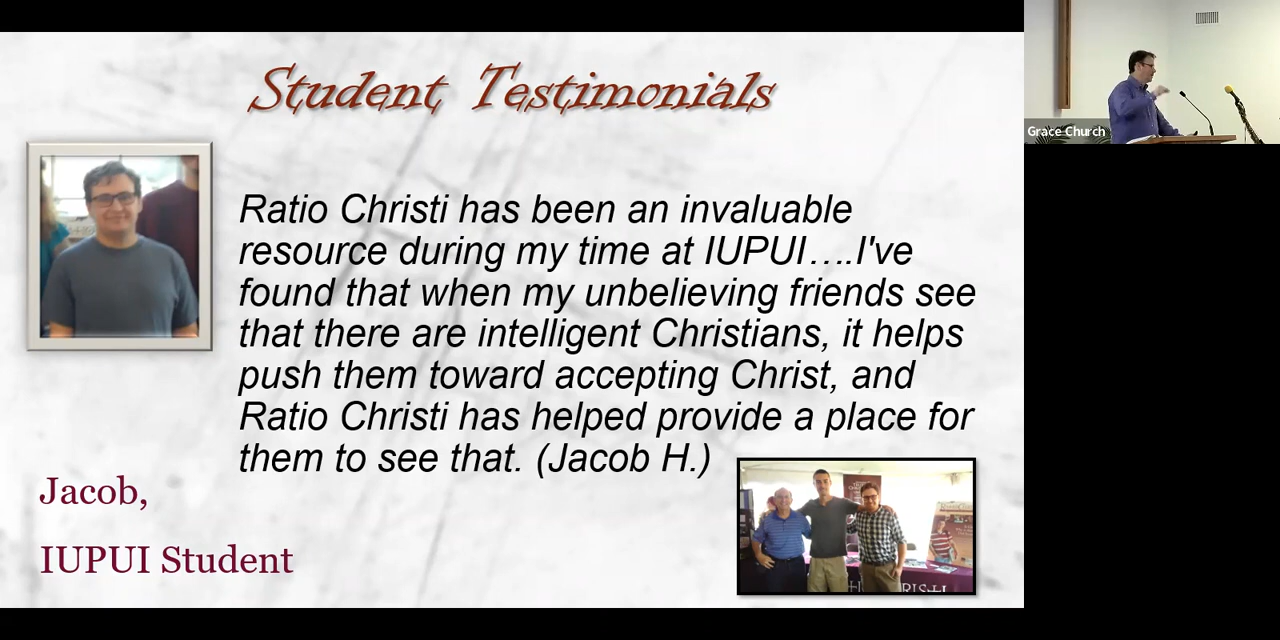 Student Testimonials
Grace Church
Ratio Christi has been an invaluable
resource during my time at IUPUI….I've
found that when my unbelieving friends see
that there are intelligent Christians, it helps
push them toward accepting Christ, and
Ratio Christi has helped provide a place for
them to see that. (Jacob H.)
Jacob,
IUPUI Student